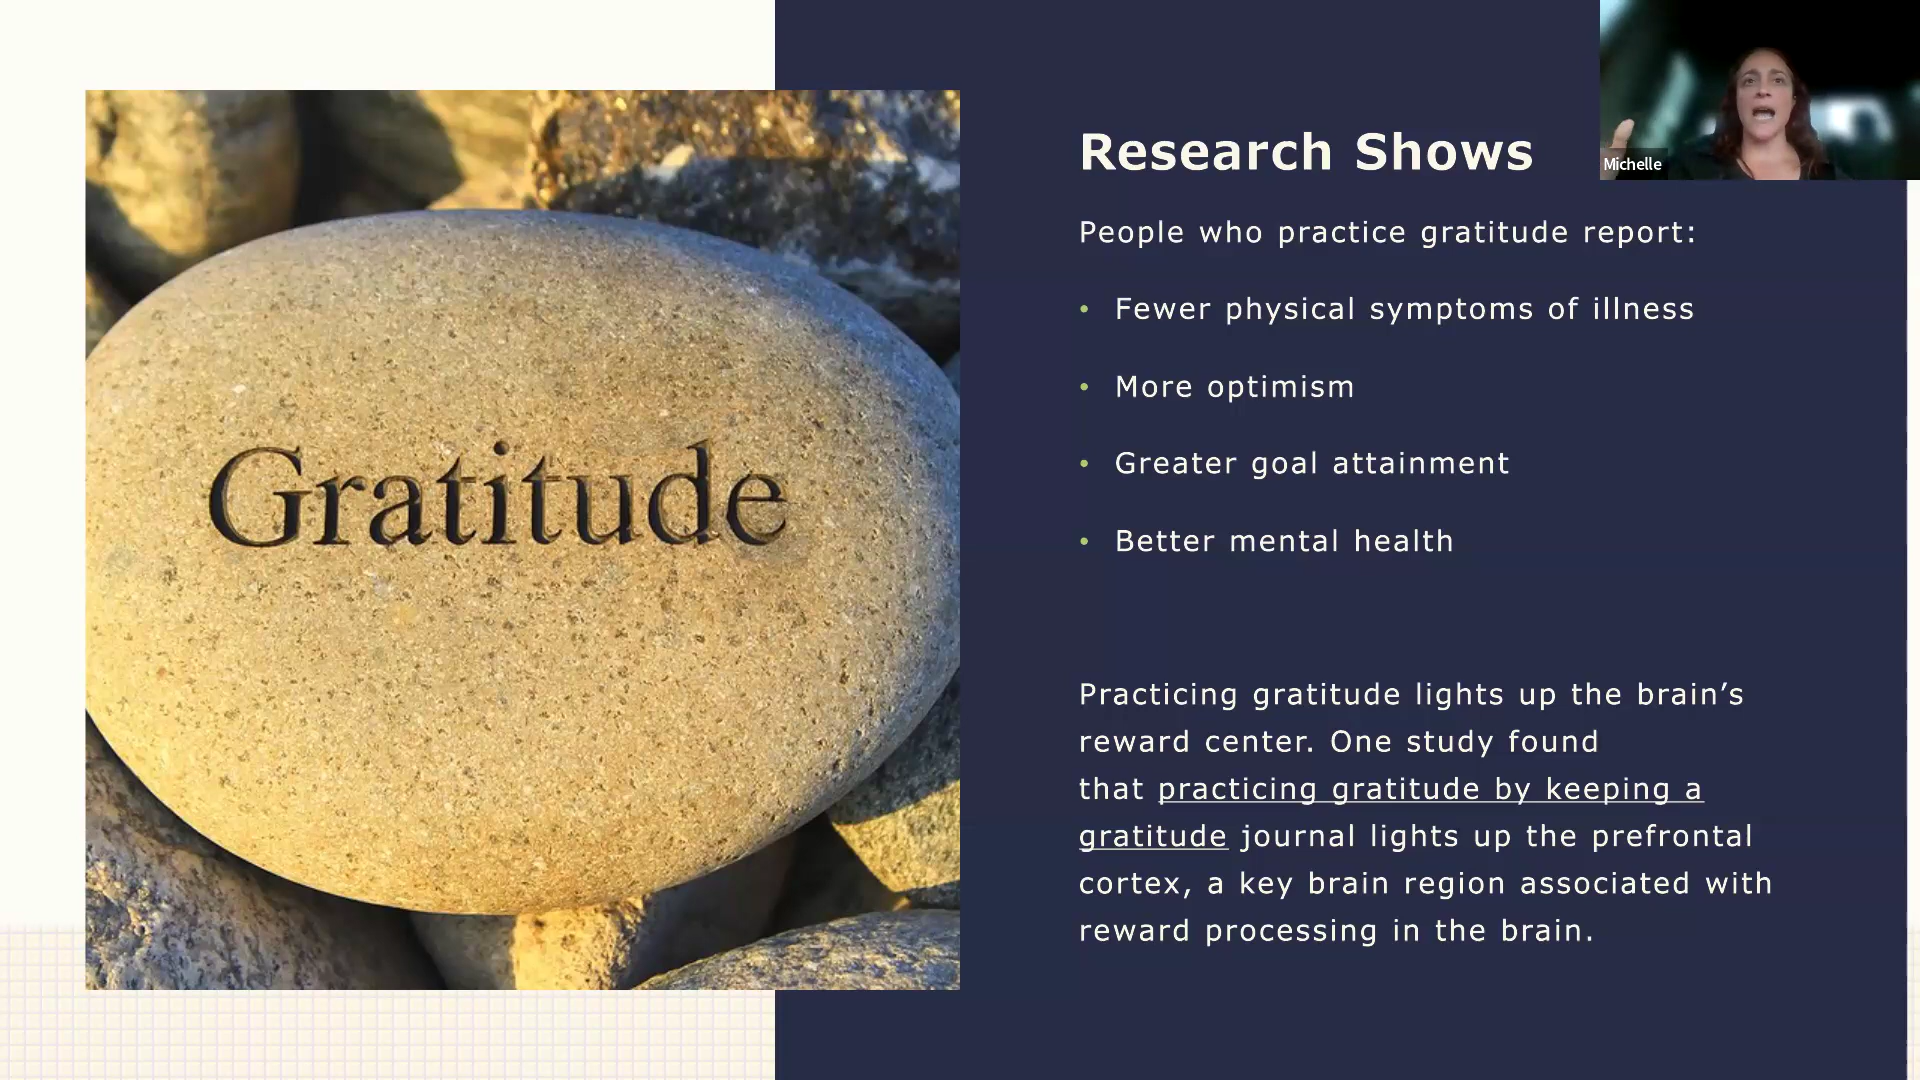 Research Shows
Michelle
People who practice gratitude report:
• Fewer physical symptoms of illness
• More optimism
• Greater goal attainment
• Better mental health
Gratitude
Practicing gratitude lights up the brain’s
reward center. One study found
that practicing gratitude by keeping a
gratitude journal lights up the prefrontal
cortex, a key brain region associated with
reward processing in the brain.